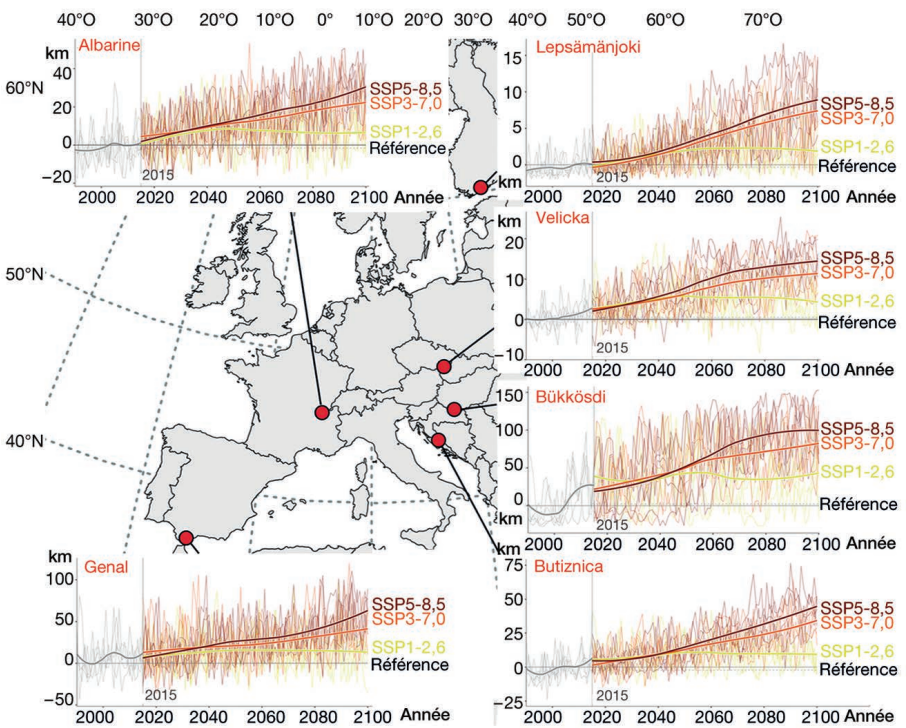 40°O 30°O 20°O 10°O 0° 10°O 20°O 30°O 40°O 50°O 60°O 70°O
60°N
50°N
40°N
Albarine
km
40
20
0
−20
SSP5-8,5
SSP3-7,0
SSP1-2,6
Référence
2015
2000 2020 2040 2060 2080 2100 Année
Lepsämänjoki
15
10
5
0
km
SSP5-8,5
SSP3-7,0
SSP1-2,6
Référence
2015
2000 2020 2040 2060 2080 2100 Année
Velicka
km
20
10
0
−10
SSP5-8,5
SSP3-7,0
SSP1-2,6
Référence
2015
2000 2020 2040 2060 2080 2100 Année
Bükkösdi
150
100
50
0
km
SSP5-8,5
SSP3-7,0
SSP1-2,6
Référence
2015
2000 2020 2040 2060 2080 2100 Année
Genal
km
100
50
0
−50
SSP5-8,5
SSP3-7,0
SSP1-2,6
Référence
2015
2000 2020 2040 2060 2080 2100 Année
Butiznica
km
75
50
25
0
−25
SSP5-8,5
SSP3-7,0
SSP1-2,6
Référence
2015
2000 2020 2040 2060 2080 2100 Année